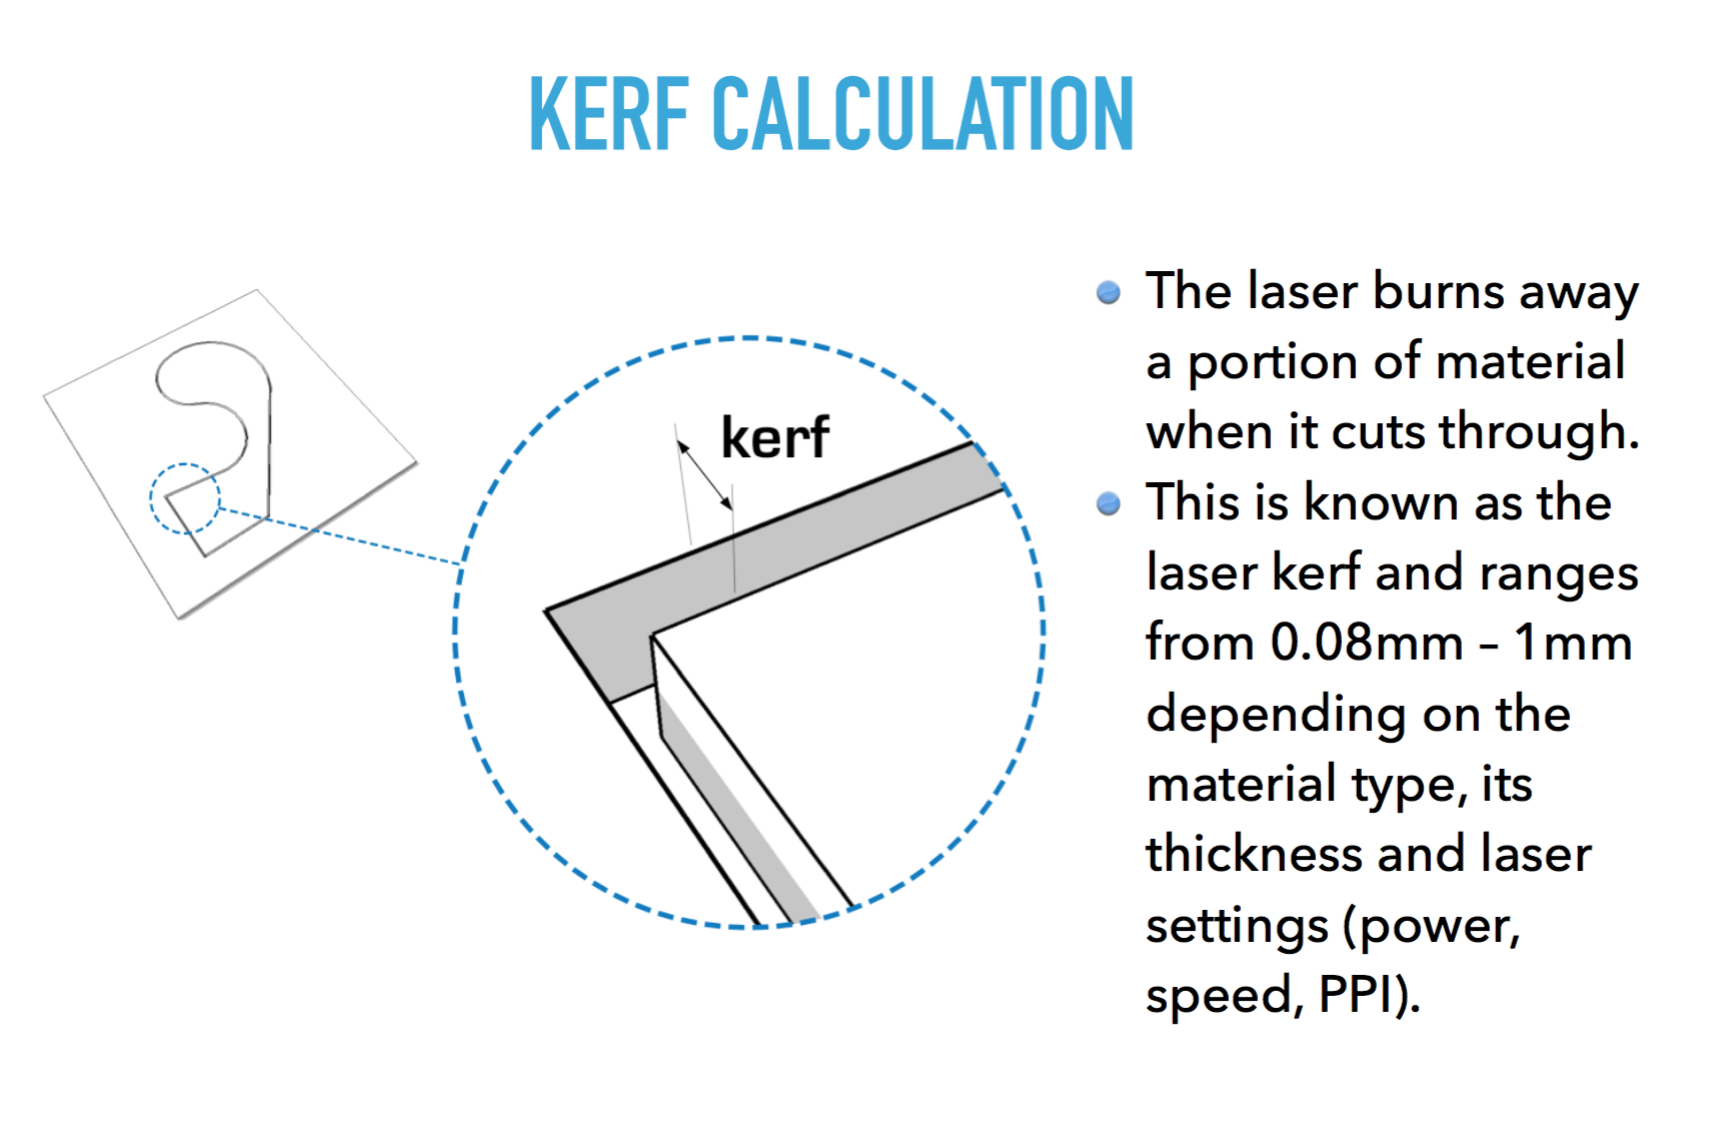 KERF CALCULATION
kerf
The laser burns away
a portion of material
when it cuts through.
This is known as the
laser kerf and ranges
from 0.08mm – 1mm
depending on the
material type, its
thickness and laser
settings (power,
speed, PPI).